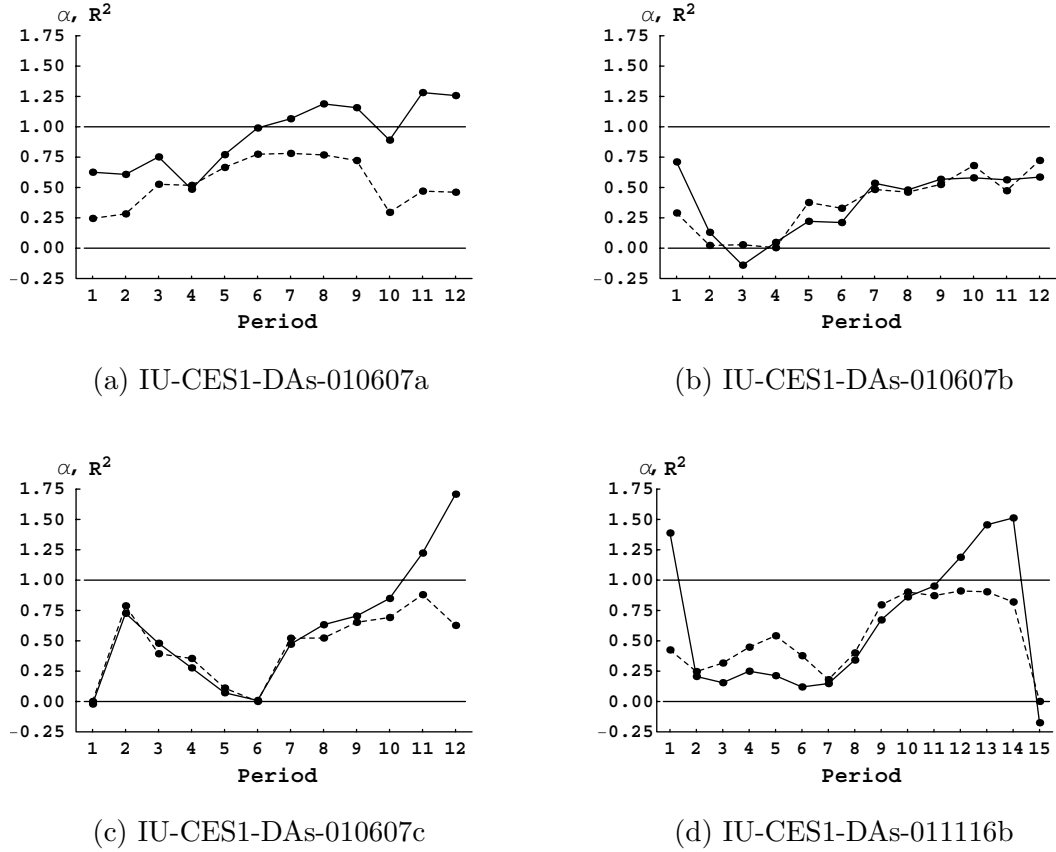 α, R²
1.75
1.50
1.25
1.00
0.75
0.50
0.25
0.00
-0.25
1 2 3 4 5 6 7 8 9 10 11 12
Period
(a) IU-CES1-DAs-010607a
α, R²
1.75
1.50
1.25
1.00
0.75
0.50
0.25
0.00
-0.25
1 2 3 4 5 6 7 8 9 10 11 12
Period
(b) IU-CES1-DAs-010607b
α, R²
1.75
1.50
1.25
1.00
0.75
0.50
0.25
0.00
-0.25
1 2 3 4 5 6 7 8 9 10 11 12
Period
(c) IU-CES1-DAs-010607c
α, R²
1.75
1.50
1.25
1.00
0.75
0.50
0.25
0.00
-0.25
1 2 3 4 5 6 7 8 9 10 11 12 13 14 15
Period
(d) IU-CES1-DAs-011116b